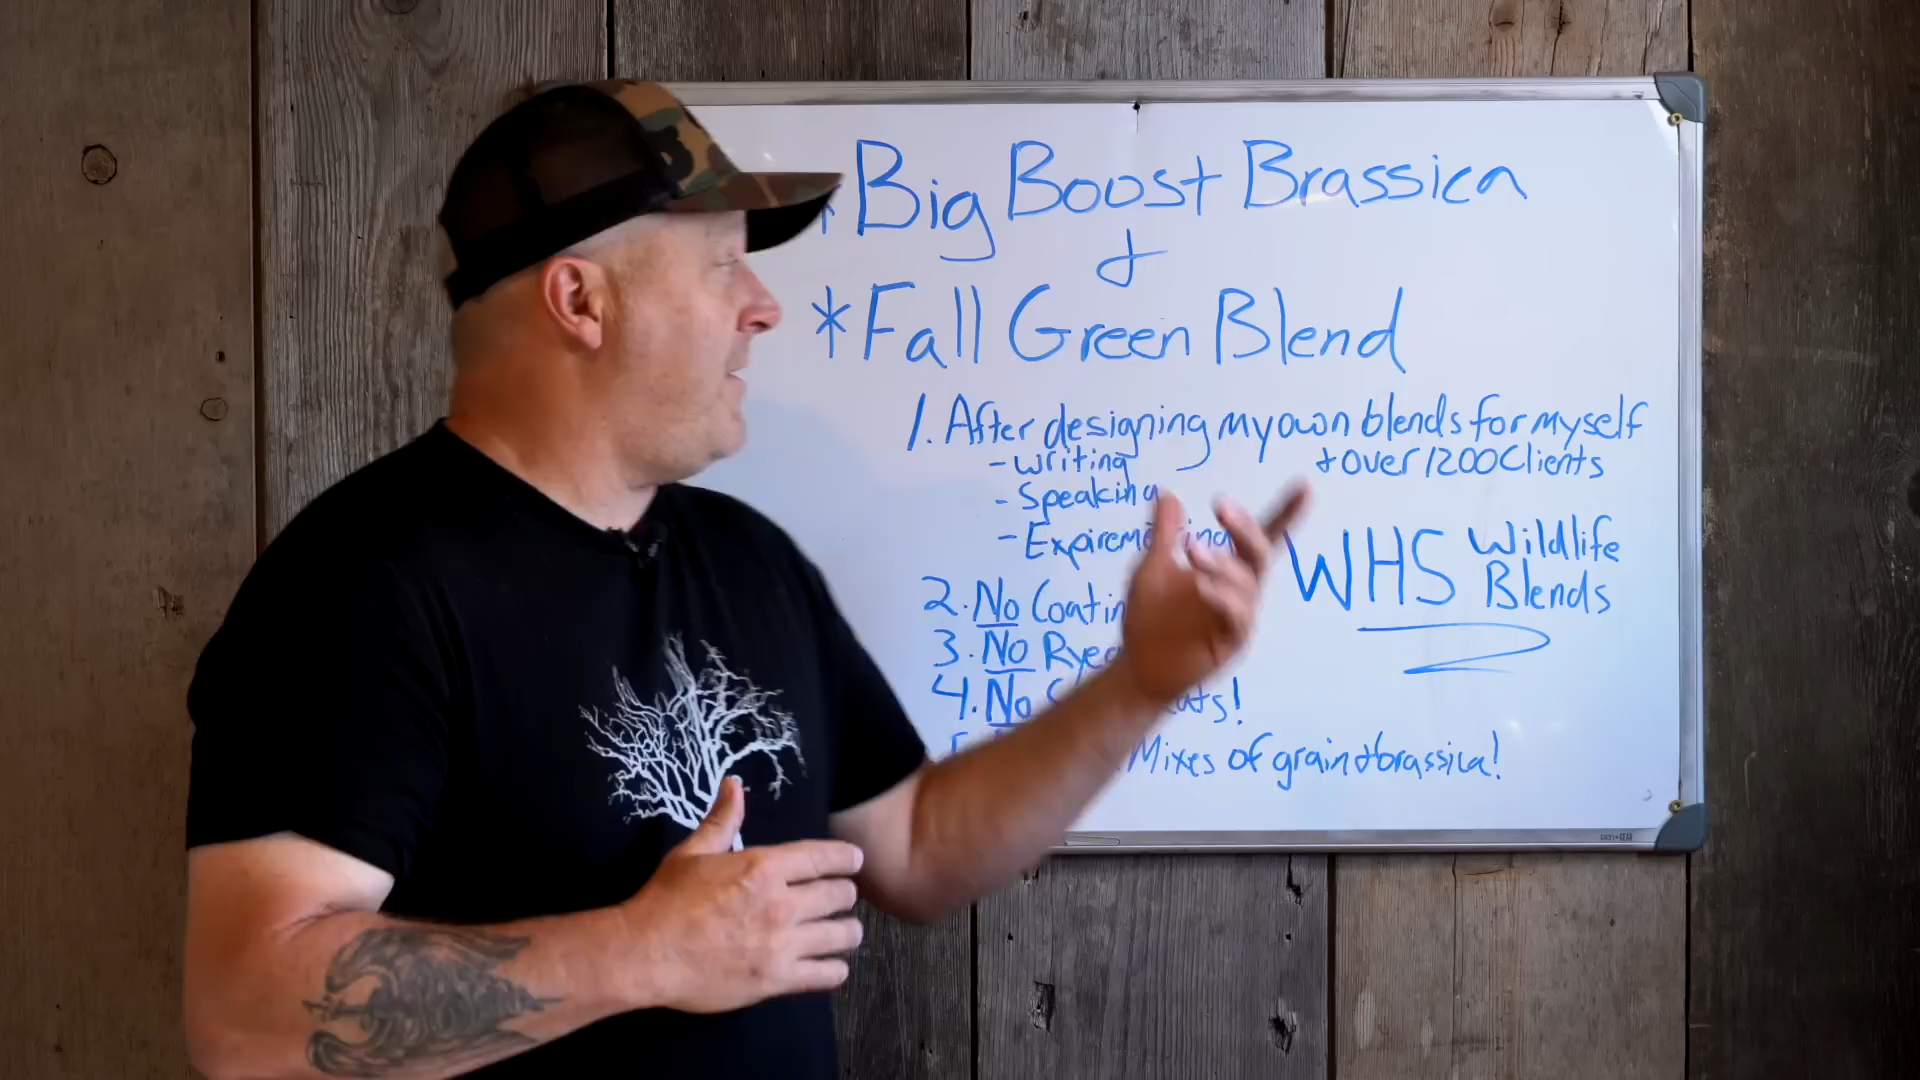 Big Boost Brassica
+
*Fall Green Blend
1. After designing my own blends for myself
- writing
+ over 1200 Clients
- Speaking
WHS Wildlife Blends
2. No
3. No
4. No
Mixes of grain + brassica!